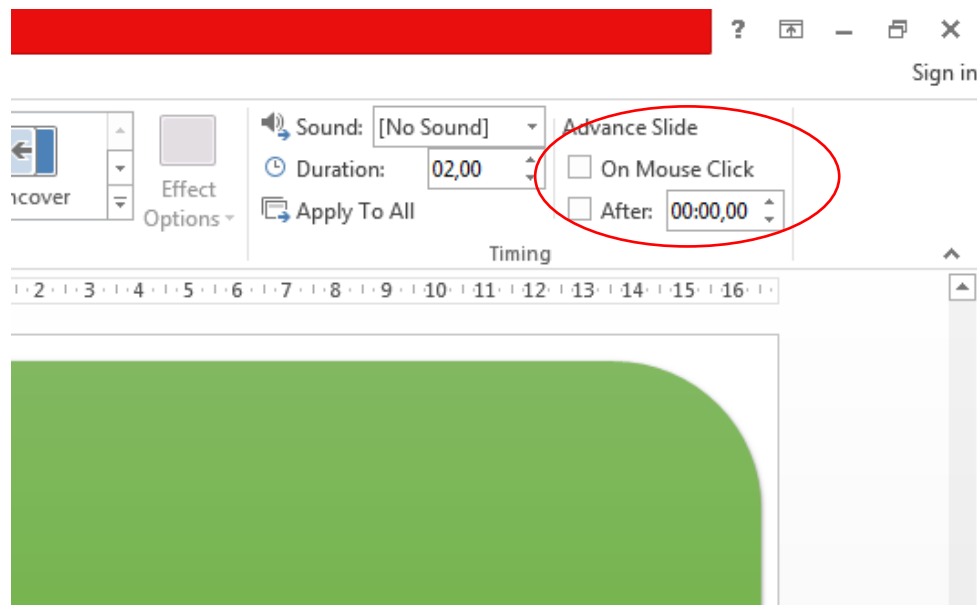 ?
Sign in
ncover
Effect
Options
Sound: [No Sound]
Duration: 02,00
Apply To All
Advance Slide
On Mouse Click
After: 00:00,00
Timing
2 3 4 5 6 7 8 9 10 11 12 13 14 15 16